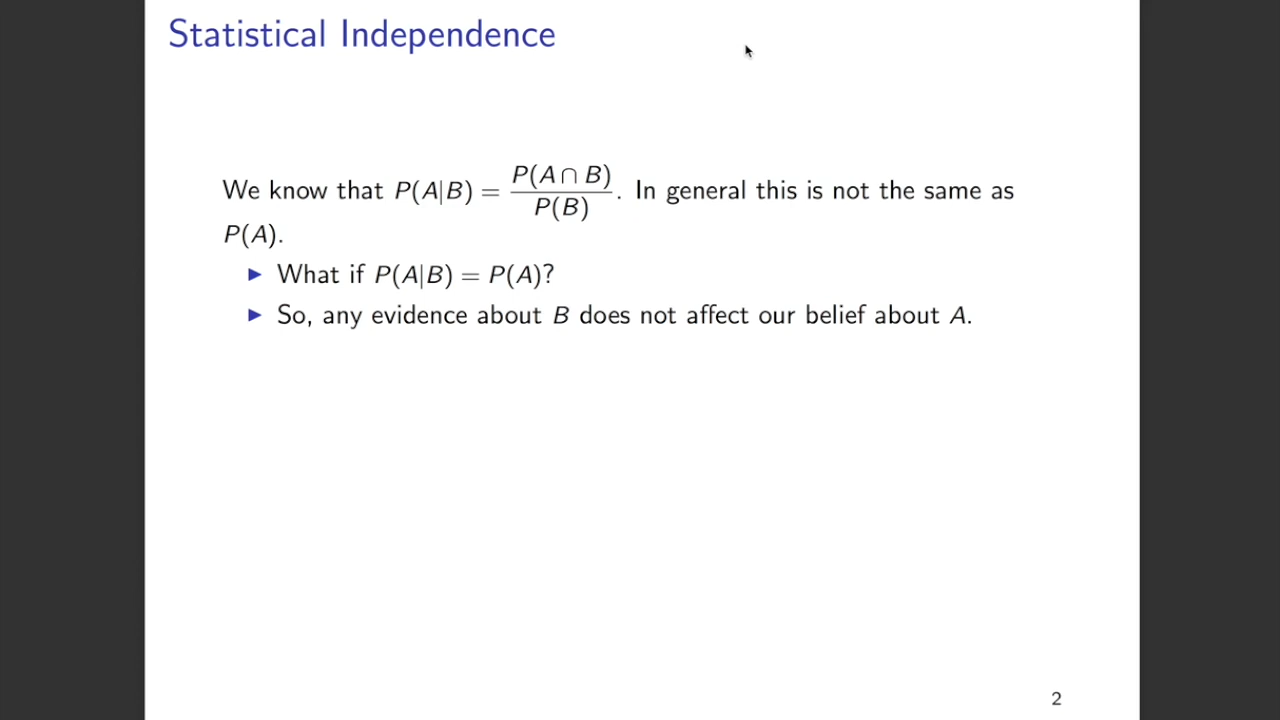 Statistical Independence
We know that P(A|B) = P(A ∩ B) / P(B). In general this is not the same as
P(A).
▶ What if P(A|B) = P(A)?
▶ So, any evidence about B does not affect our belief about A.
2